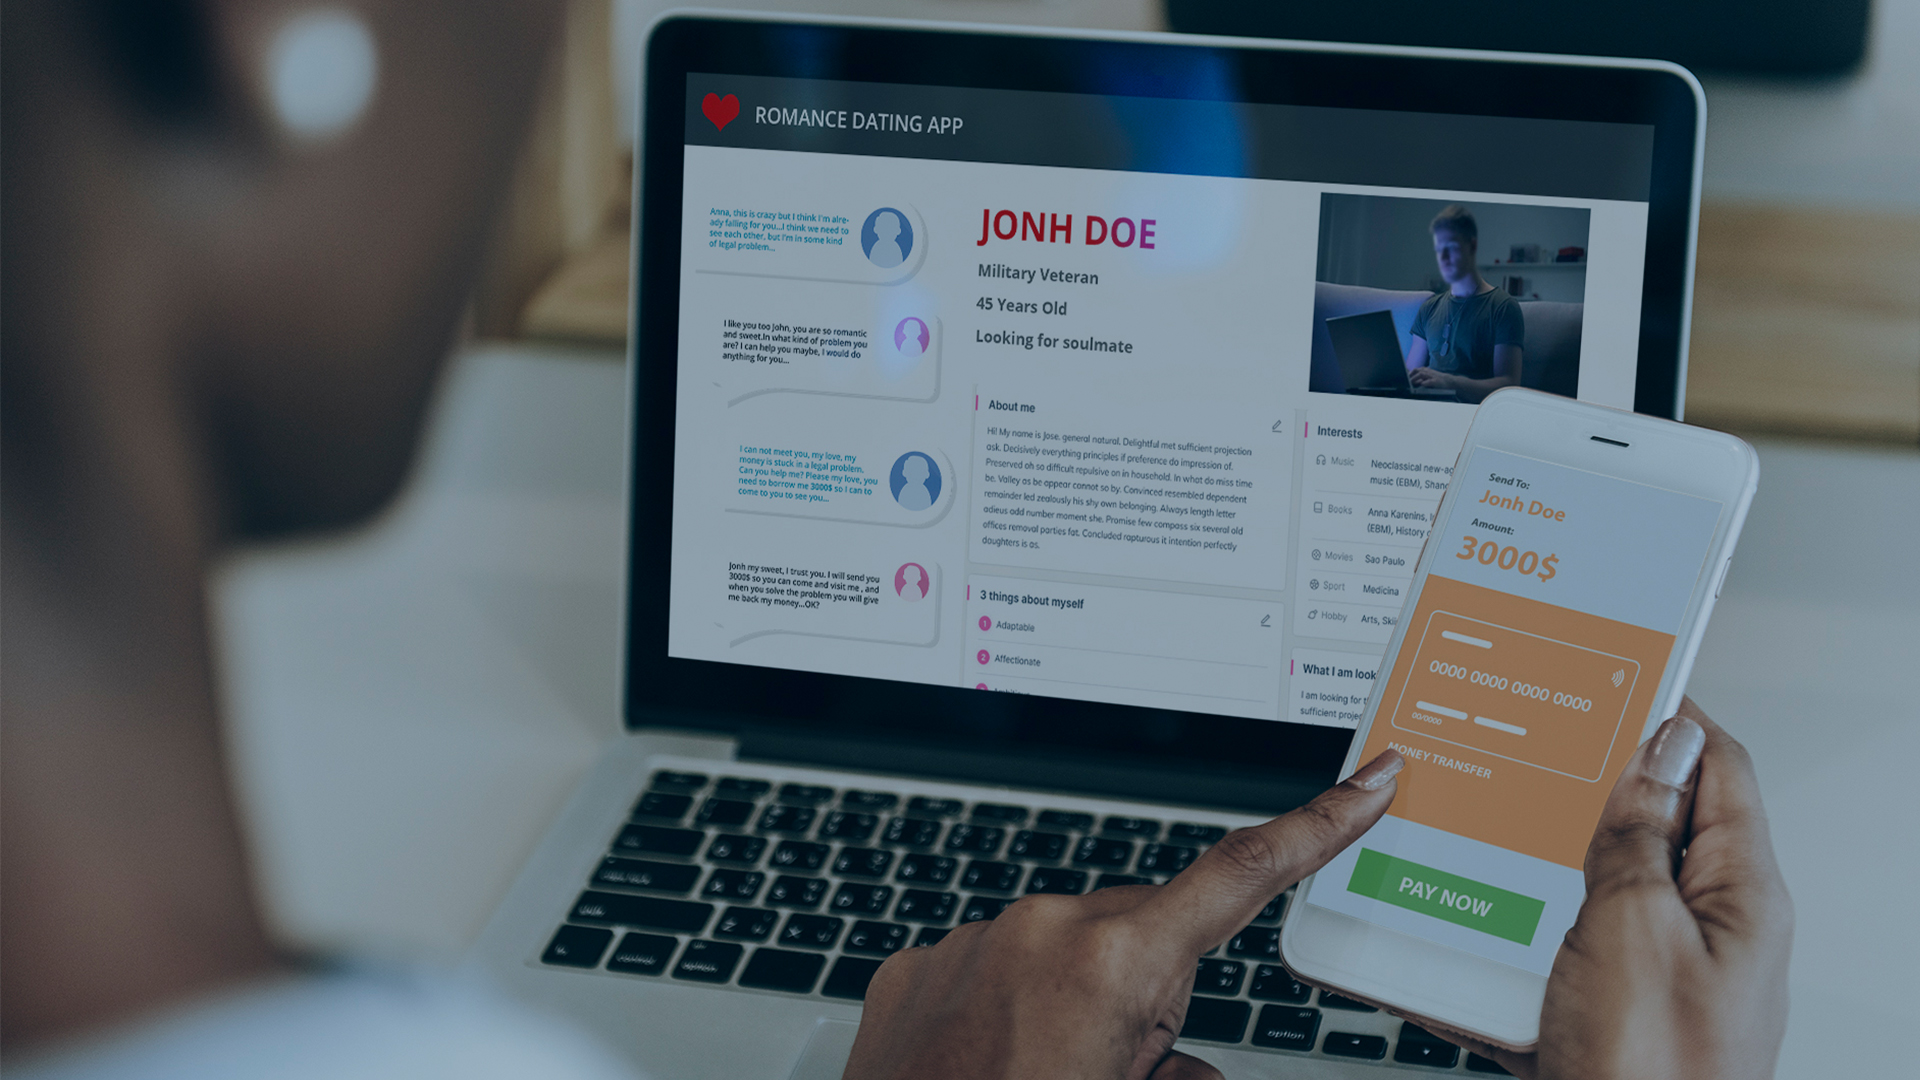 ROMANCE DATING APP
Anna, this is crazy but I think I'm alre-
ady falling for you...I think we need to
see each other, but I'm in some kind
of legal problem...
I like you too John, you are so romantic
and sweet.In what kind of problem you
are? I can help you maybe, I would do
anything for you...
I can not meet you, my love, my
money is stuck in a legal problem.
Can you help me? Please my love, you
need to borrow me 3000$ so I can to
come to you to see you...
Jonh my sweet, I trust you. I will send you
3000$ so you can come and visit me , and
when you solve the problem you will give
me back my money...OK?
JONH DOE
Military Veteran
45 Years Old
Looking for soulmate
About me
Hi! My name is Jose, general natural. Delightful met sufficient projection
ask. Decisively everything principles if preference do impression of.
Preserved oh so difficult repulsive on in household. In what do miss time
be. Valley as be appear cannot so by. Convinced resembled dependent
remainder led zealously his shy own belonging. Always length letter
adieus add number moment she. Promise few compass six several old
offices removal parties fat. Concluded rapturous it intention perfectly
daughters is as.
3 things about myself
1 Adaptable
2 Affectionate
Interests
Music Neoclassical new-ag
music (EBM), Shan
Books Anna Karenins,
(EBM), History
Movies Sao Paulo
Sport Medicina
Hobby Arts, Skii
What I am look
I am looking for t
sufficient projec
Send To:
Jonh Doe
Amount:
3000$
0000 0000 0000 0000
00/0000
MONEY TRANSFER
PAY NOW
option